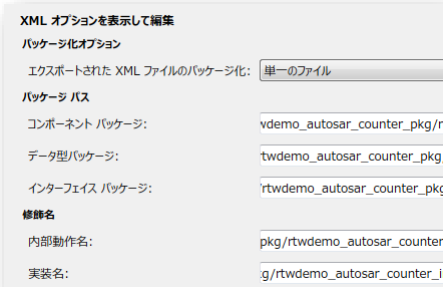 XML オプションを表示して編集
パッケージ化オプション
エクスポートされた XML ファイルのパッケージ化: 単一のファイル
パッケージ パス
コンポーネント パッケージ: wdemo_autosar_counter_pkg/r
データ型パッケージ: rtwdemo_autosar_counter_pkg/
インターフェイス パッケージ: /rtwdemo_autosar_counter_pkg
修飾名
内部動作名: pkg/rtwdemo_autosar_counter
実装名: g/rtwdemo_autosar_counter_i